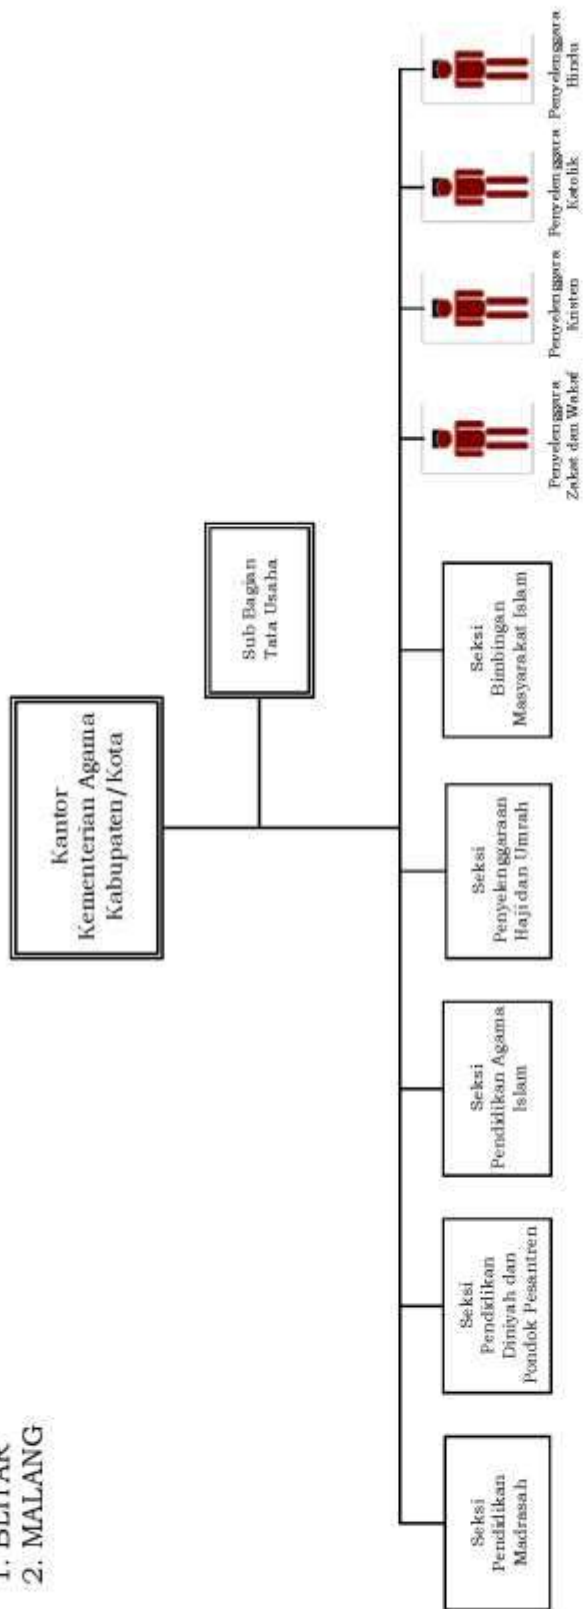 2. MALANG
Kantor
Kementerian Agama
Kabupaten/Kota
Sub Bagian
Tata Usaha
Seksi
Pendidikan
Madrasah
Seksi
Pendidikan
Diniyah dan
Pondok Pesantren
Seksi
Pendidikan Agama
Islam
Seksi
Penyelenggaraan
Haji dan Umrah
Seksi
Bimbingan
Masyarakat Islam
Penyelenggara
Zakat dan Wakaf
Penyelenggara
Kristen
Penyelenggara
Katolik
Penyelenggara
Hindu